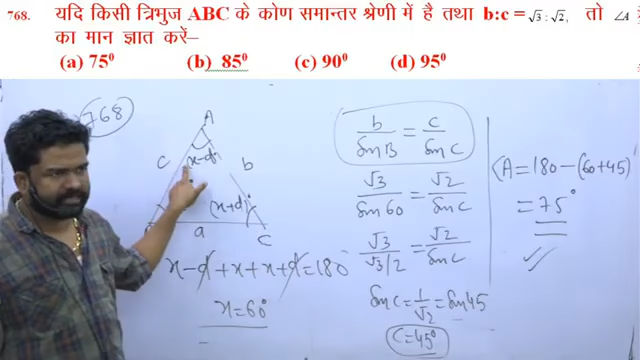 768. यदि किसी त्रिभुज ABC के कोण समान्तर श्रेणी में है तथा b:c = √3 : √2, तो ∠A
का मान ज्ञात करें–
(a) 75⁰ (b) 85⁰ (c) 90⁰ (d) 95⁰
768
A
c
(x-d)
b
(x+d)
a
C
x-d+x+x+d=180
x=60°
b/sinB = c/sinC
√3/sin60 = √2/sinC
√3/√3/2 = √2/sinC
sinC=1/√2=sin45
C=45°
<A=180-(60+45)
=75°